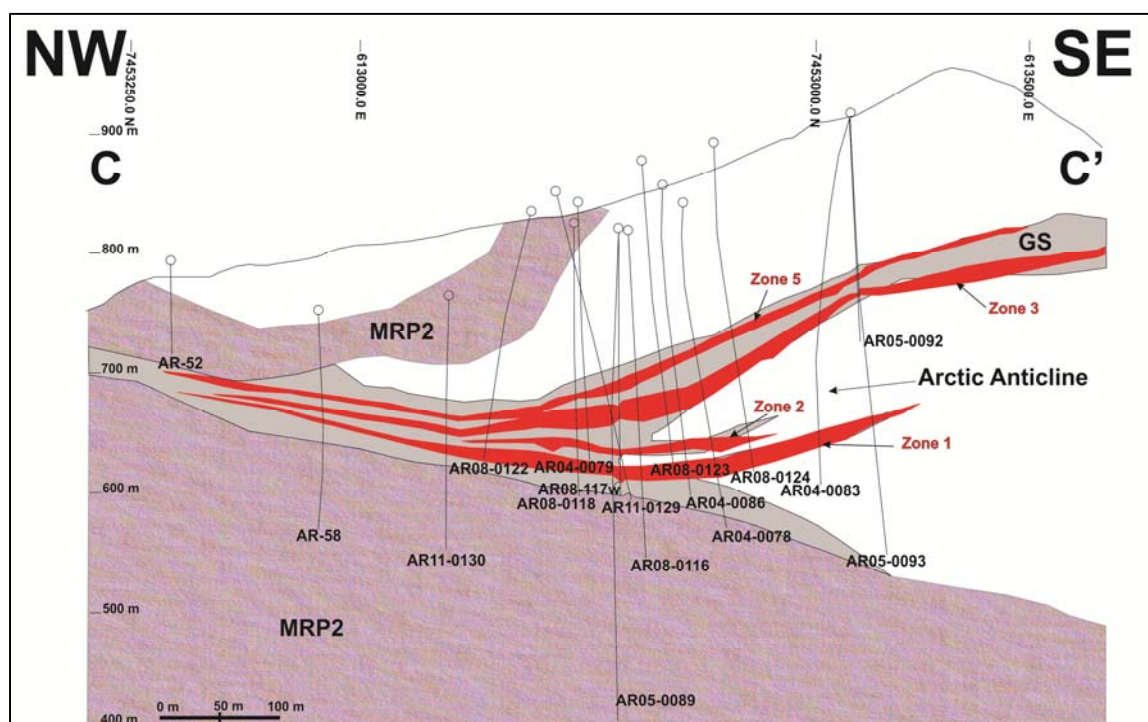 NW
SE
7453250.0 N
613000.0 E
7453000.0 N
613500.0 E
900 m
C
C’
800 m
GS
Zone 5
Zone 3
MRP2
AR05-0092
AR-52
700 m
Arctic Anticline
Zone 2
Zone 1
AR08-0122
AR04-0079
AR08-0123
AR08-0124
AR04-0083
600 m
AR08-117w
AR08-0118
AR11-0129
AR04-0086
AR-58
AR04-0078
AR11-0130
AR08-0116
AR05-0093
500 m
MRP2
AR05-0089
0 m 50 m 100 m
400 m